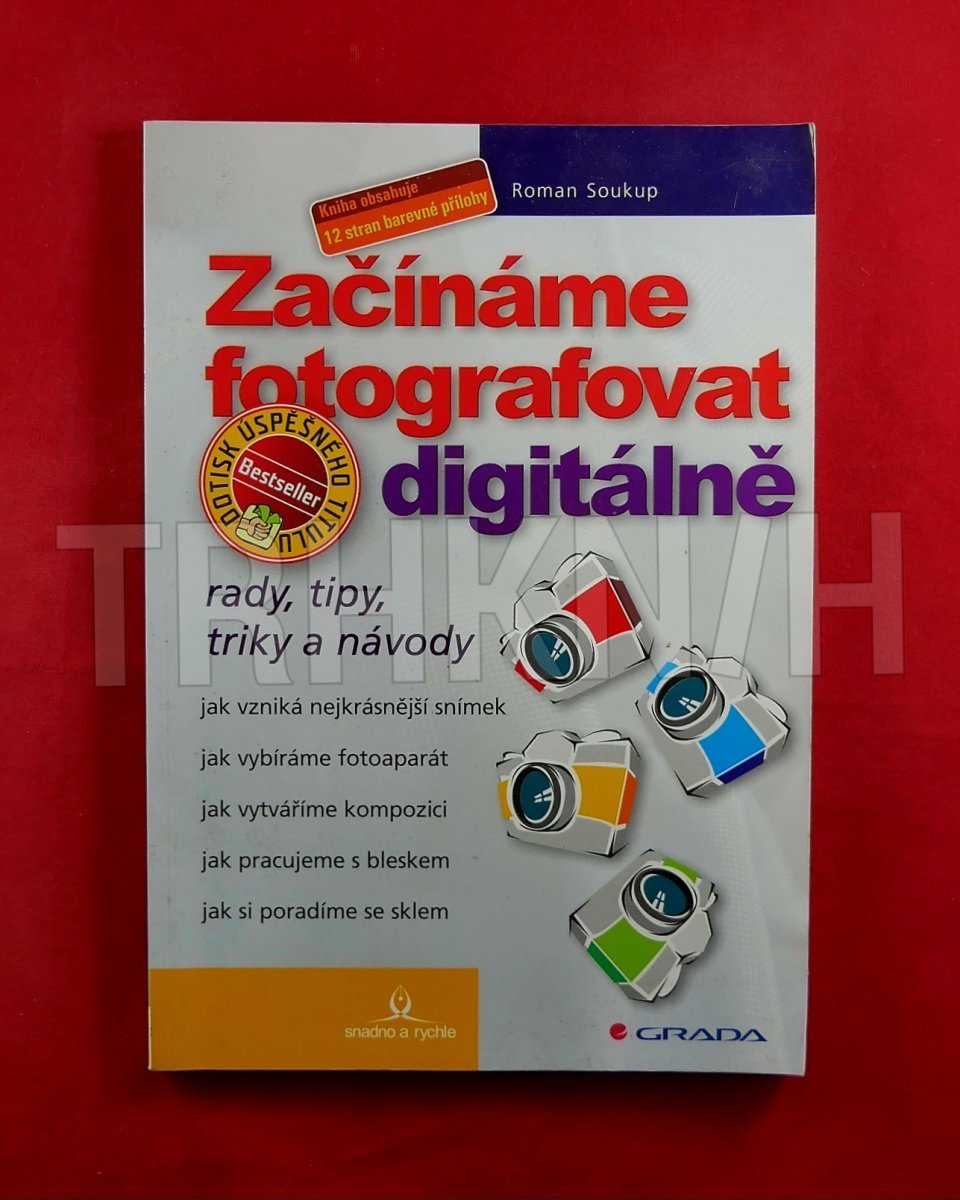 Roman Soukup
Kniha obsahuje
12 stran barevné přílohy
Začínáme
fotografovat
digitálně
DOTISK ÚSPĚŠNÉHO TITULU
Bestseller
rady, tipy,
triky a návody
jak vzniká nejkrásnější snímek
jak vybíráme fotoaparát
jak vytváříme kompozici
jak pracujeme s bleskem
jak si poradíme se sklem
snadno a rychle
GRADA
TRHKNIH